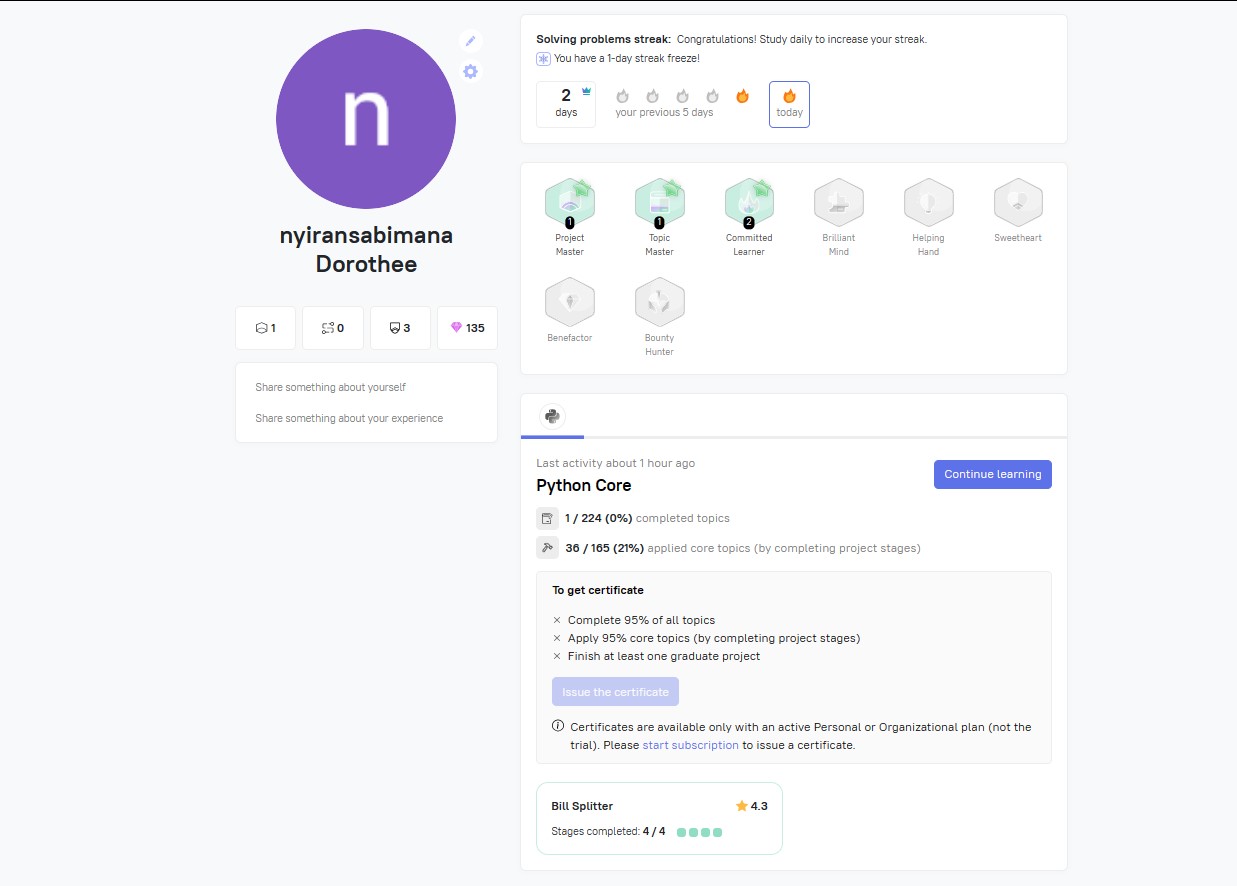 n
nyiransabimana
Dorothee
1
0
3
135
Share something about yourself
Share something about your experience
Solving problems streak: Congratulations! Study daily to increase your streak.
You have a 1-day streak freeze!
2
days
your previous 5 days
today
1
Project
Master
1
Topic
Master
2
Committed
Learner
Brilliant
Mind
Helping
Hand
Sweetheart
Benefactor
Bounty
Hunter
Last activity about 1 hour ago
Python Core
Continue learning
1 / 224 (0%) completed topics
36 / 165 (21%) applied core topics (by completing project stages)
To get certificate
Complete 95% of all topics
Apply 95% core topics (by completing project stages)
Finish at least one graduate project
Issue the certificate
Certificates are available only with an active Personal or Organizational plan (not the
trial). Please start subscription to issue a certificate.
Bill Splitter 4.3
Stages completed: 4 / 4